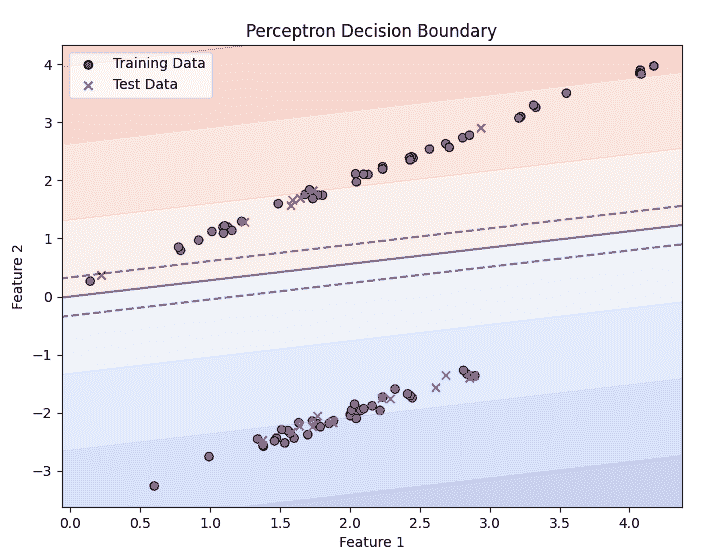 Perceptron Decision Boundary
Training Data
Test Data
Feature 2
4
3
2
1
0
−1
−2
−3
0.0 0.5 1.0 1.5 2.0 2.5 3.0 3.5 4.0
Feature 1